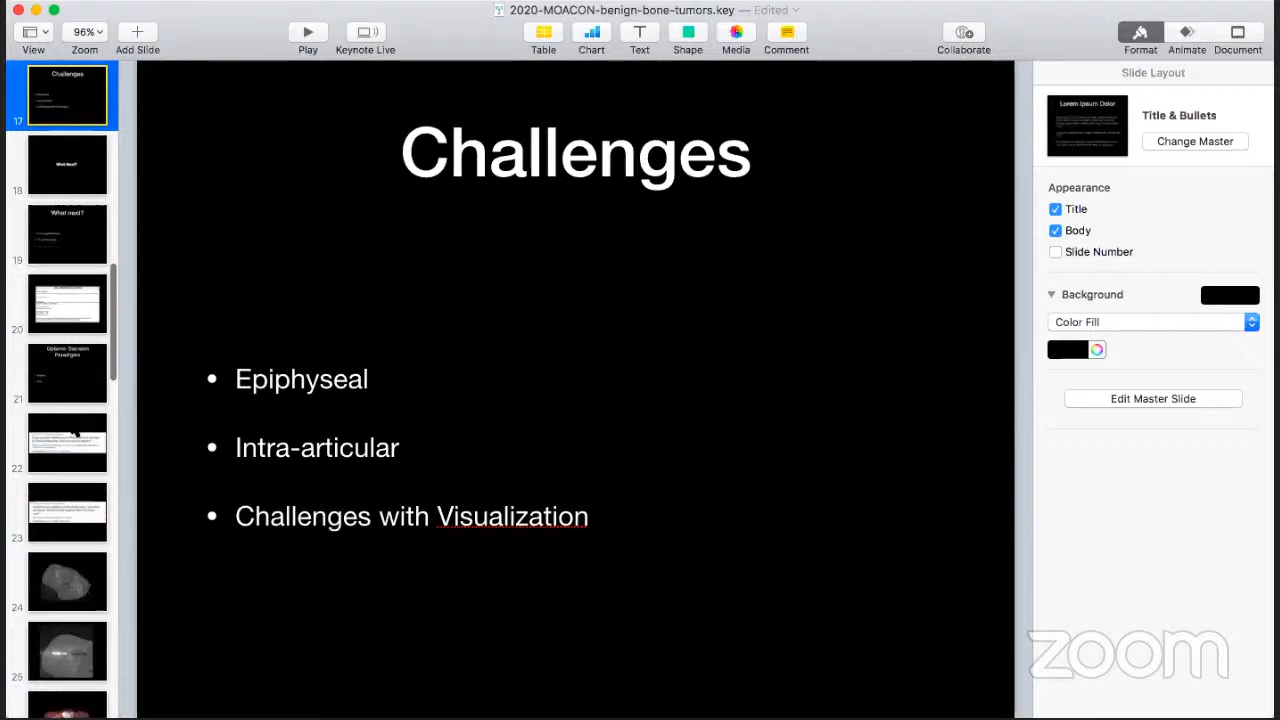 2020-MOACON-benign-bone-tumors.key — Edited
96%
View
Zoom
Add Slide
Play
Keynote Live
Table
Chart
Text
Shape
Media
Comment
Collaborate
Format
Animate
Document
Challenges
17
What Next?
18
What next?
19
20
Options: Decision
Paradigms
21
22
23
24
25
Challenges
• Epiphyseal
• Intra-articular
• Challenges with Visualization
Slide Layout
Lorem Ipsum Dolor
Title & Bullets
Change Master
Appearance
Title
Body
Slide Number
Background
Color Fill
Edit Master Slide
zoom